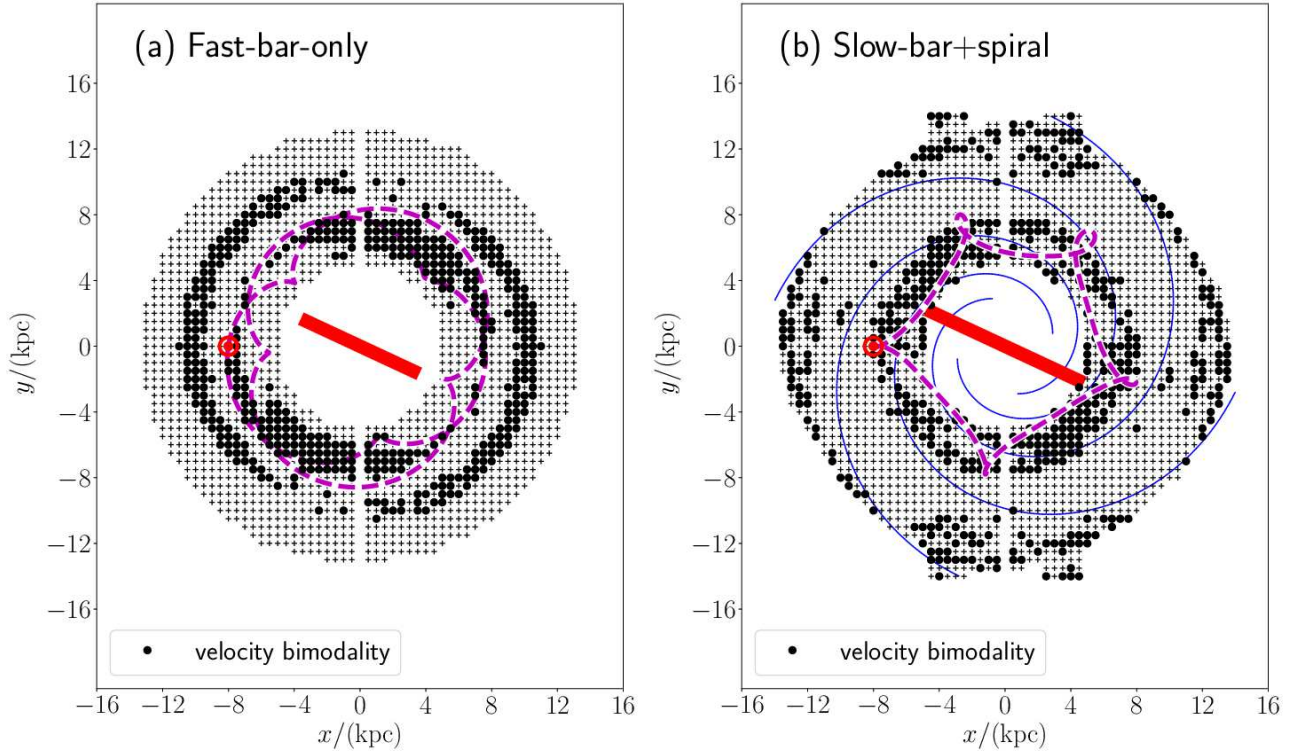 (a) Fast-bar-only
16
12
8
4
0
−4
−8
−12
−16
y/(kpc)
velocity bimodality
−16 −12 −8 −4 0 4 8 12 16
x/(kpc)
(b) Slow-bar+spiral
16
12
8
4
0
−4
−8
−12
−16
y/(kpc)
velocity bimodality
−16 −12 −8 −4 0 4 8 12 16
x/(kpc)